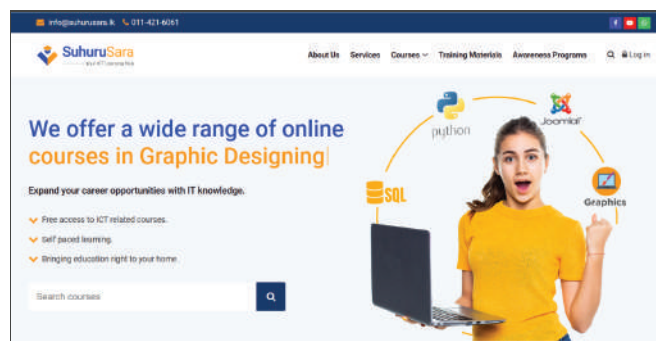 info@suhurusara.lk 011-421-6061
SuhuruSara
About Us Services Courses Training Materials Awareness Programs Log in
We offer a wide range of online
courses in Graphic Designing
Expand your career opportunities with IT knowledge.
Free access to ICT related courses.
Self paced learning.
Bringing education right to your home.
Search courses
python
Joomla!
SQL
Graphics